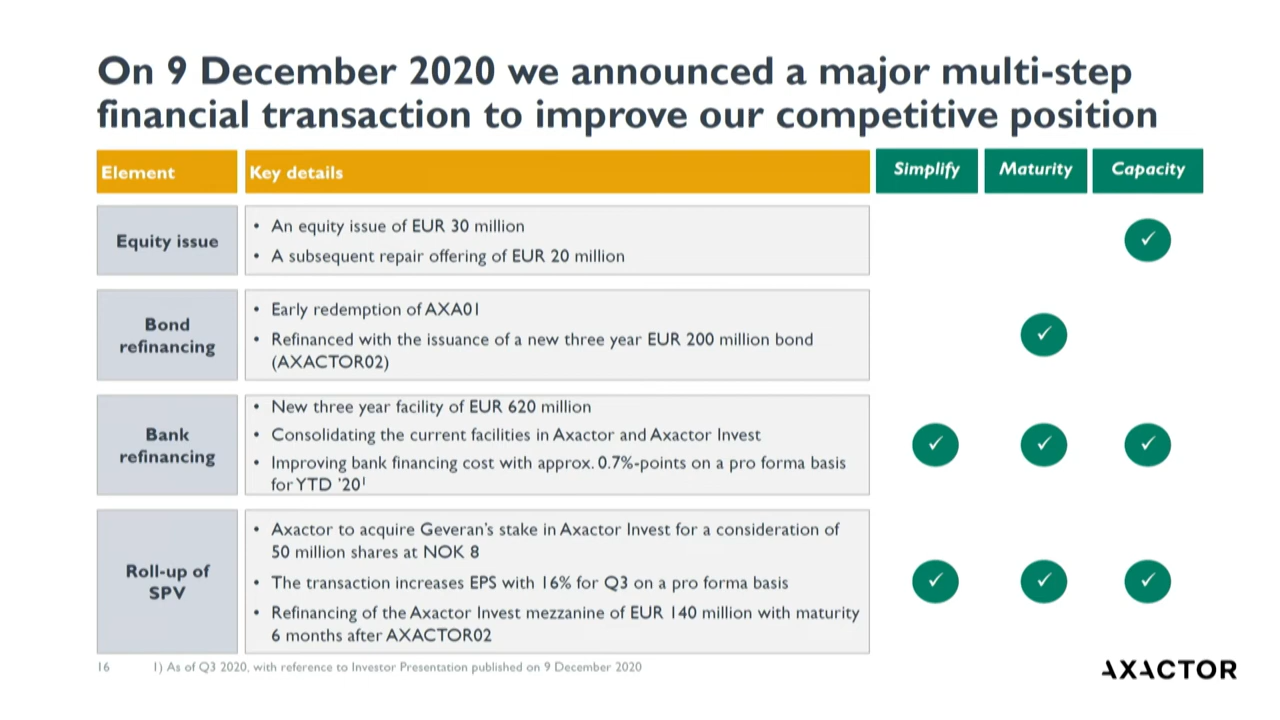 On 9 December 2020 we announced a major multi-step
financial transaction to improve our competitive position
Element
Key details
Simplify
Maturity
Capacity
Equity issue
• An equity issue of EUR 30 million
• A subsequent repair offering of EUR 20 million
✓
Bond
refinancing
• Early redemption of AXA01
• Refinanced with the issuance of a new three year EUR 200 million bond
(AXACTOR02)
✓
Bank
refinancing
• New three year facility of EUR 620 million
• Consolidating the current facilities in Axactor and Axactor Invest
• Improving bank financing cost with approx. 0.7%-points on a pro forma basis
for YTD '20¹
✓ ✓ ✓
Roll-up of
SPV
• Axactor to acquire Geveran's stake in Axactor Invest for a consideration of
50 million shares at NOK 8
• The transaction increases EPS with 16% for Q3 on a pro forma basis
• Refinancing of the Axactor Invest mezzanine of EUR 140 million with maturity
6 months after AXACTOR02
✓ ✓ ✓
16
1) As of Q3 2020, with reference to Investor Presentation published on 9 December 2020
AXACTOR